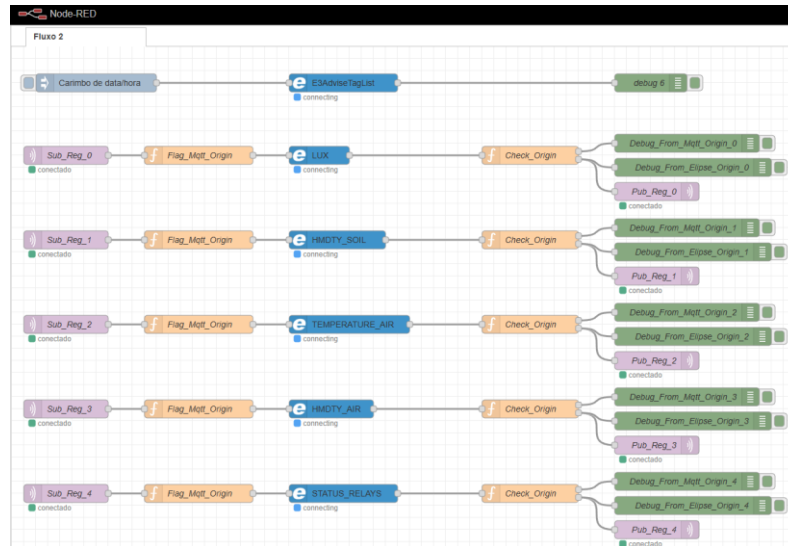 Node-RED
Fluxo 2
Carimbo de data/hora
E3AdviseTagList
connecting
debug 6
Sub_Reg_0
conectado
Flag_Mqtt_Origin
LUX
connecting
Check_Origin
Debug_From_Mqtt_Origin_0
Debug_From_Elipse_Origin_0
Pub_Reg_0
conectado
Sub_Reg_1
conectado
Flag_Mqtt_Origin
HMDTY_SOIL
connecting
Check_Origin
Debug_From_Mqtt_Origin_1
Debug_From_Elipse_Origin_1
Pub_Reg_1
conectado
Sub_Reg_2
conectado
Flag_Mqtt_Origin
TEMPERATURE_AIR
connecting
Check_Origin
Debug_From_Mqtt_Origin_2
Debug_From_Elipse_Origin_2
Pub_Reg_2
conectado
Sub_Reg_3
conectado
Flag_Mqtt_Origin
HMDTY_AIR
connecting
Check_Origin
Debug_From_Mqtt_Origin_3
Debug_From_Elipse_Origin_3
Pub_Reg_3
conectado
Sub_Reg_4
conectado
Flag_Mqtt_Origin
STATUS_RELAYS
connecting
Check_Origin
Debug_From_Mqtt_Origin_4
Debug_From_Elipse_Origin_4
Pub_Reg_4
conectado